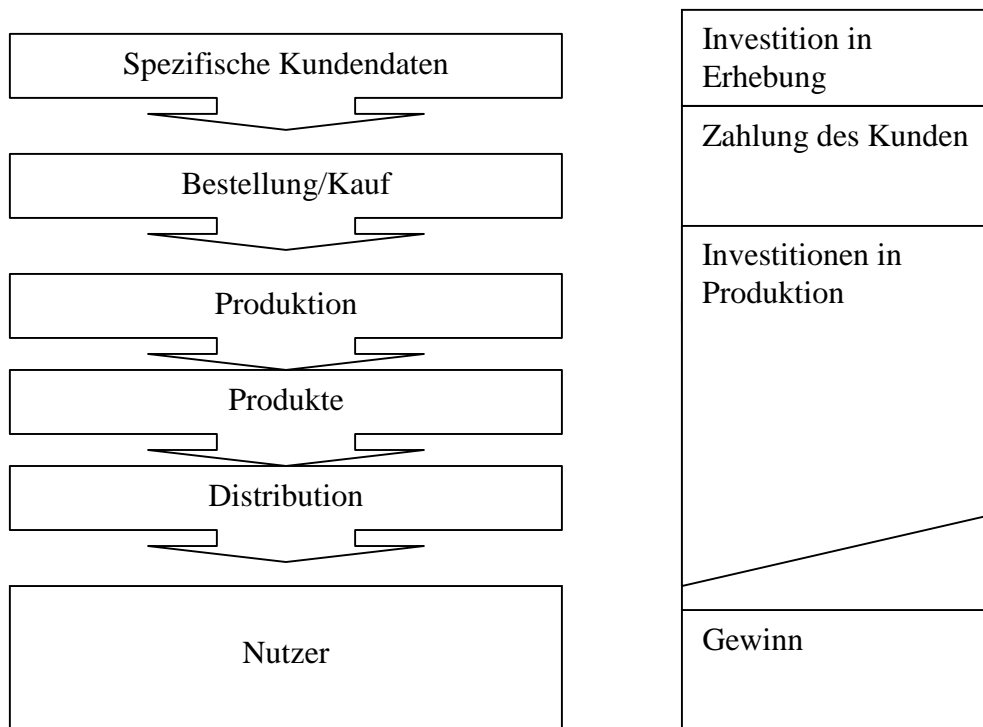 Spezifische Kundendaten
Bestellung/Kauf
Produktion
Produkte
Distribution
Nutzer
Investition in
Erhebung
Zahlung des Kunden
Investitionen in
Produktion
Gewinn